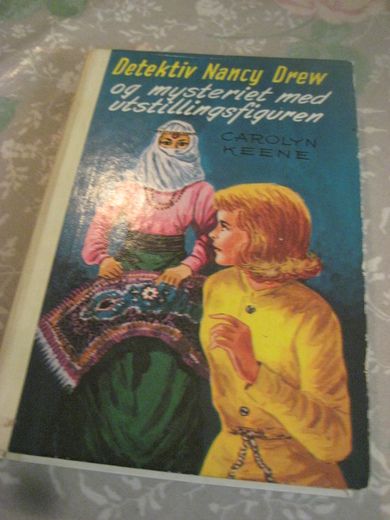 Detektiv Nancy Drew
og mysteriet med
utstillingsfiguren
CAROLYN
KEENE